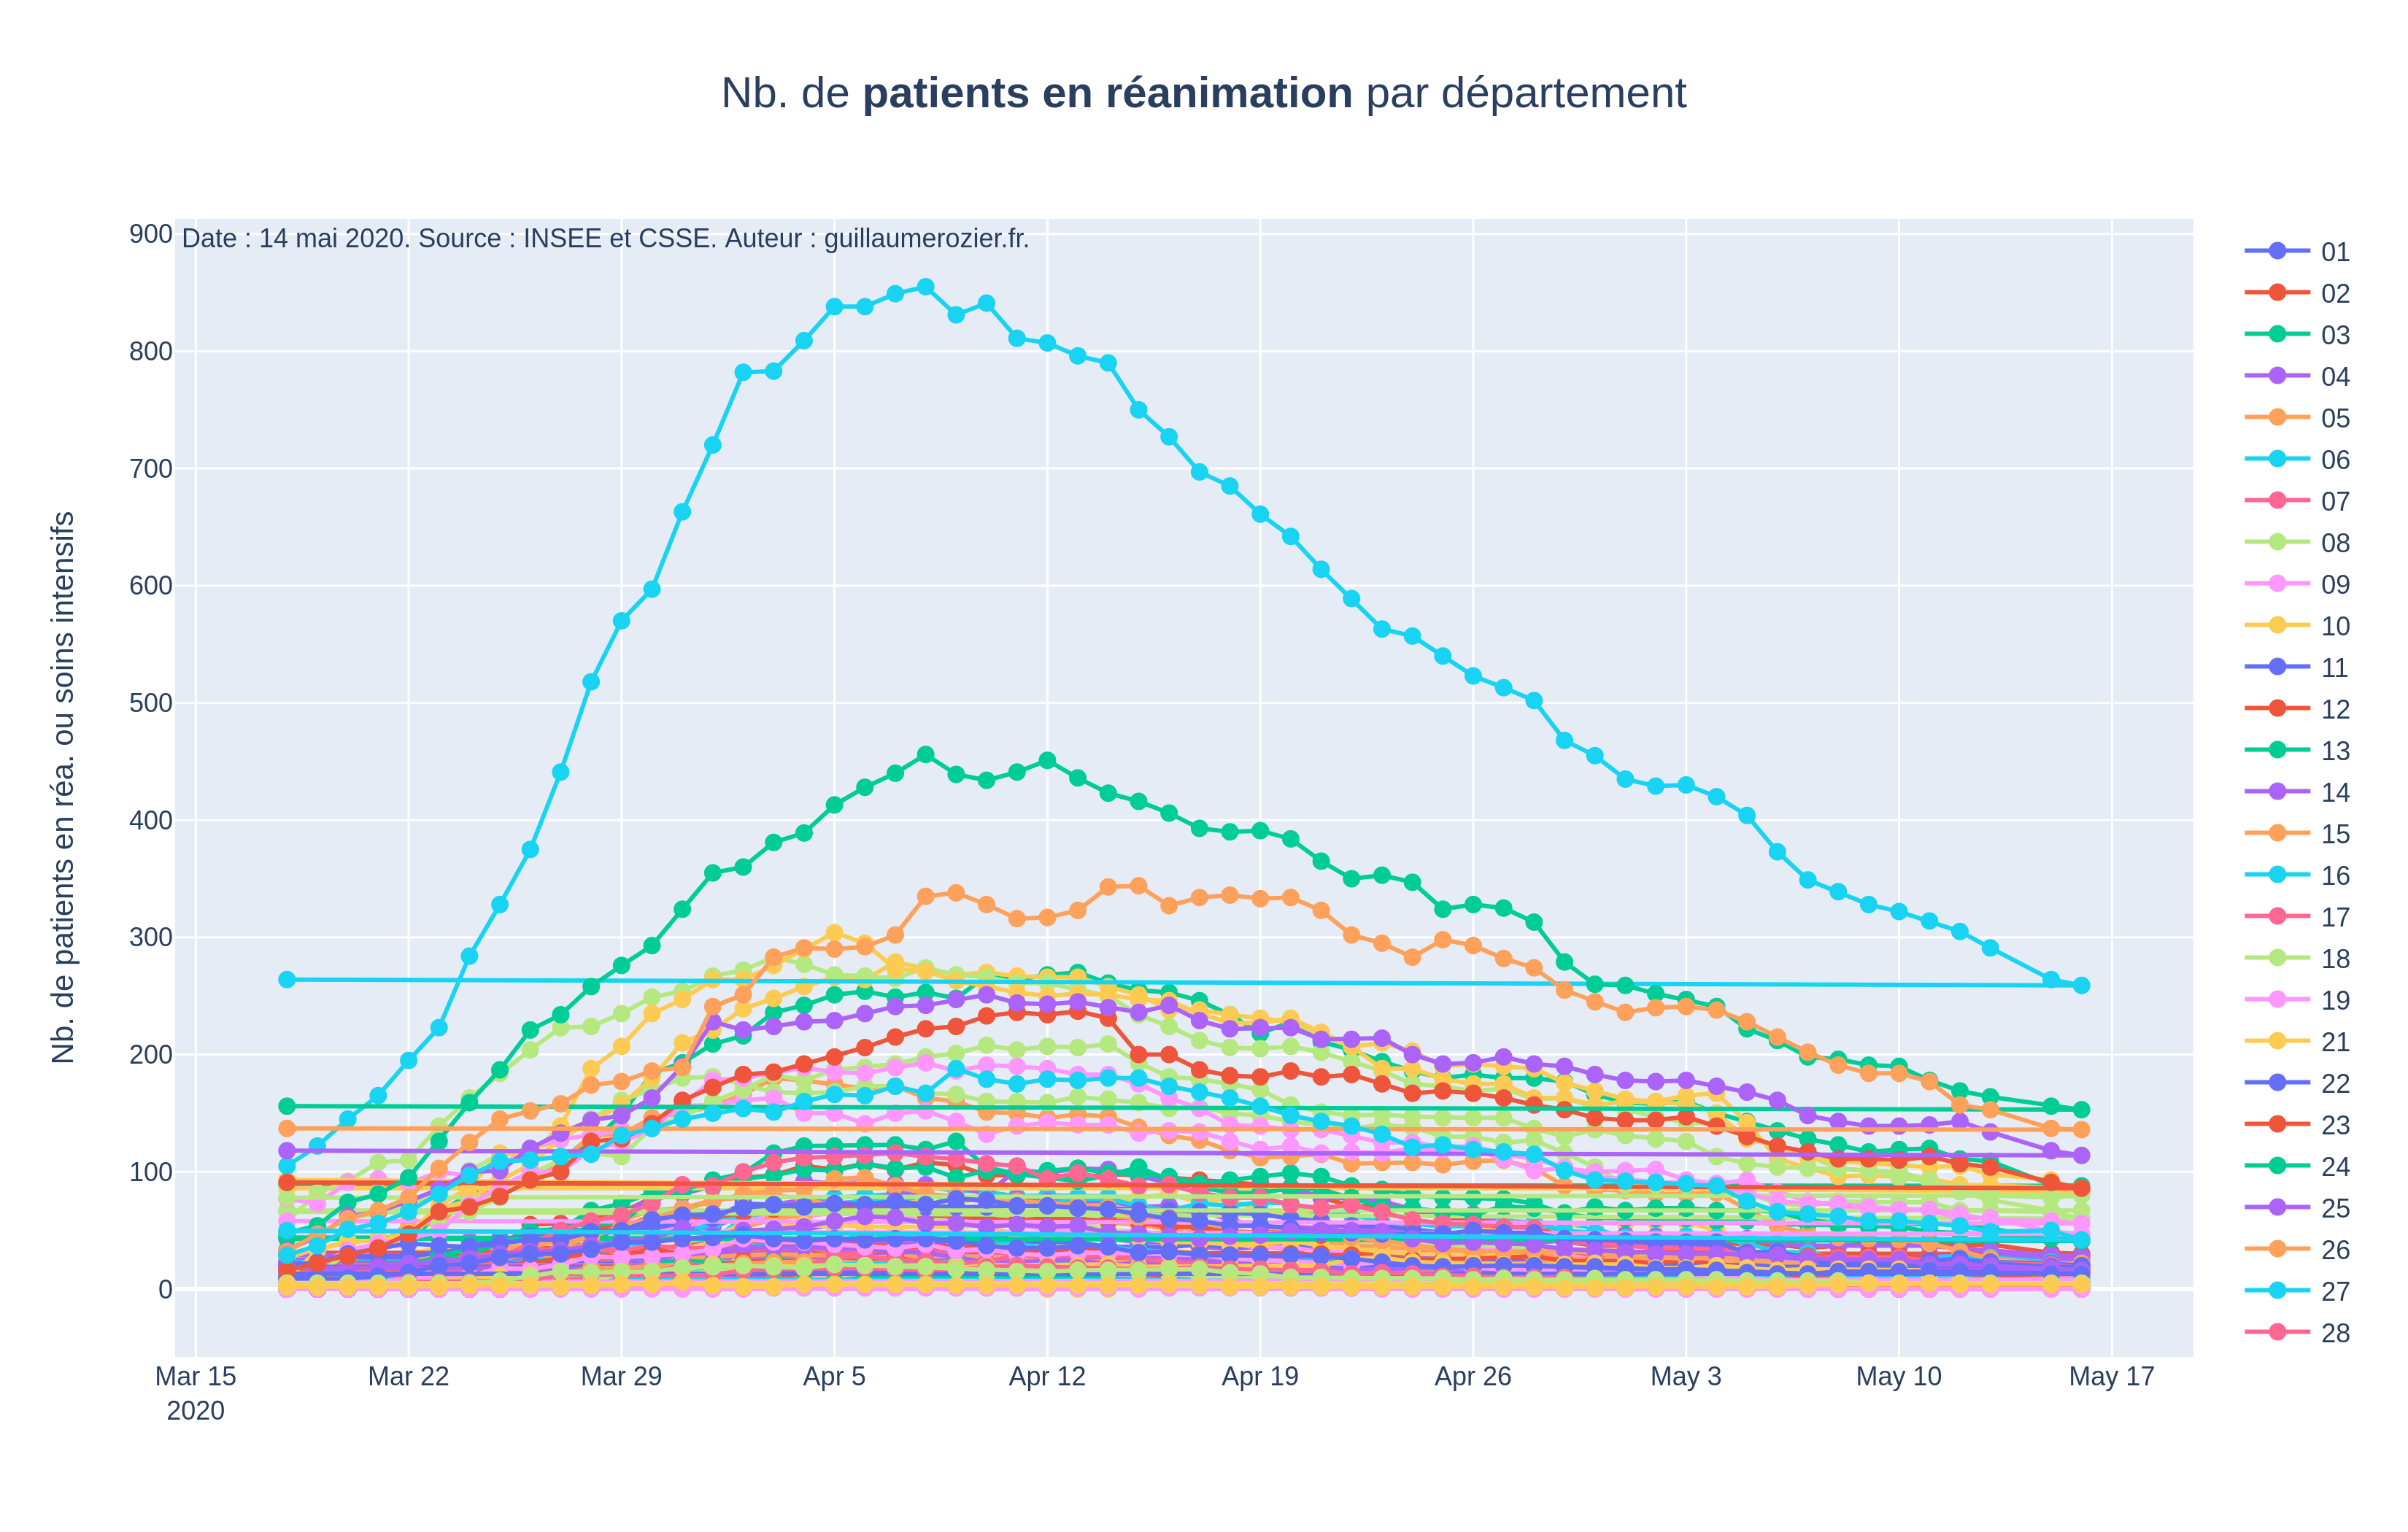 Nb. de patients en réanimation par département
Date : 14 mai 2020. Source : INSEE et CSSE. Auteur : guillaumerozier.fr.
Nb. de patients en réa. ou soins intensifs
900
800
700
600
500
400
300
200
100
0
Mar 15
2020
Mar 22
Mar 29
Apr 5
Apr 12
Apr 19
Apr 26
May 3
May 10
May 17
01
02
03
04
05
06
07
08
09
10
11
12
13
14
15
16
17
18
19
21
22
23
24
25
26
27
28